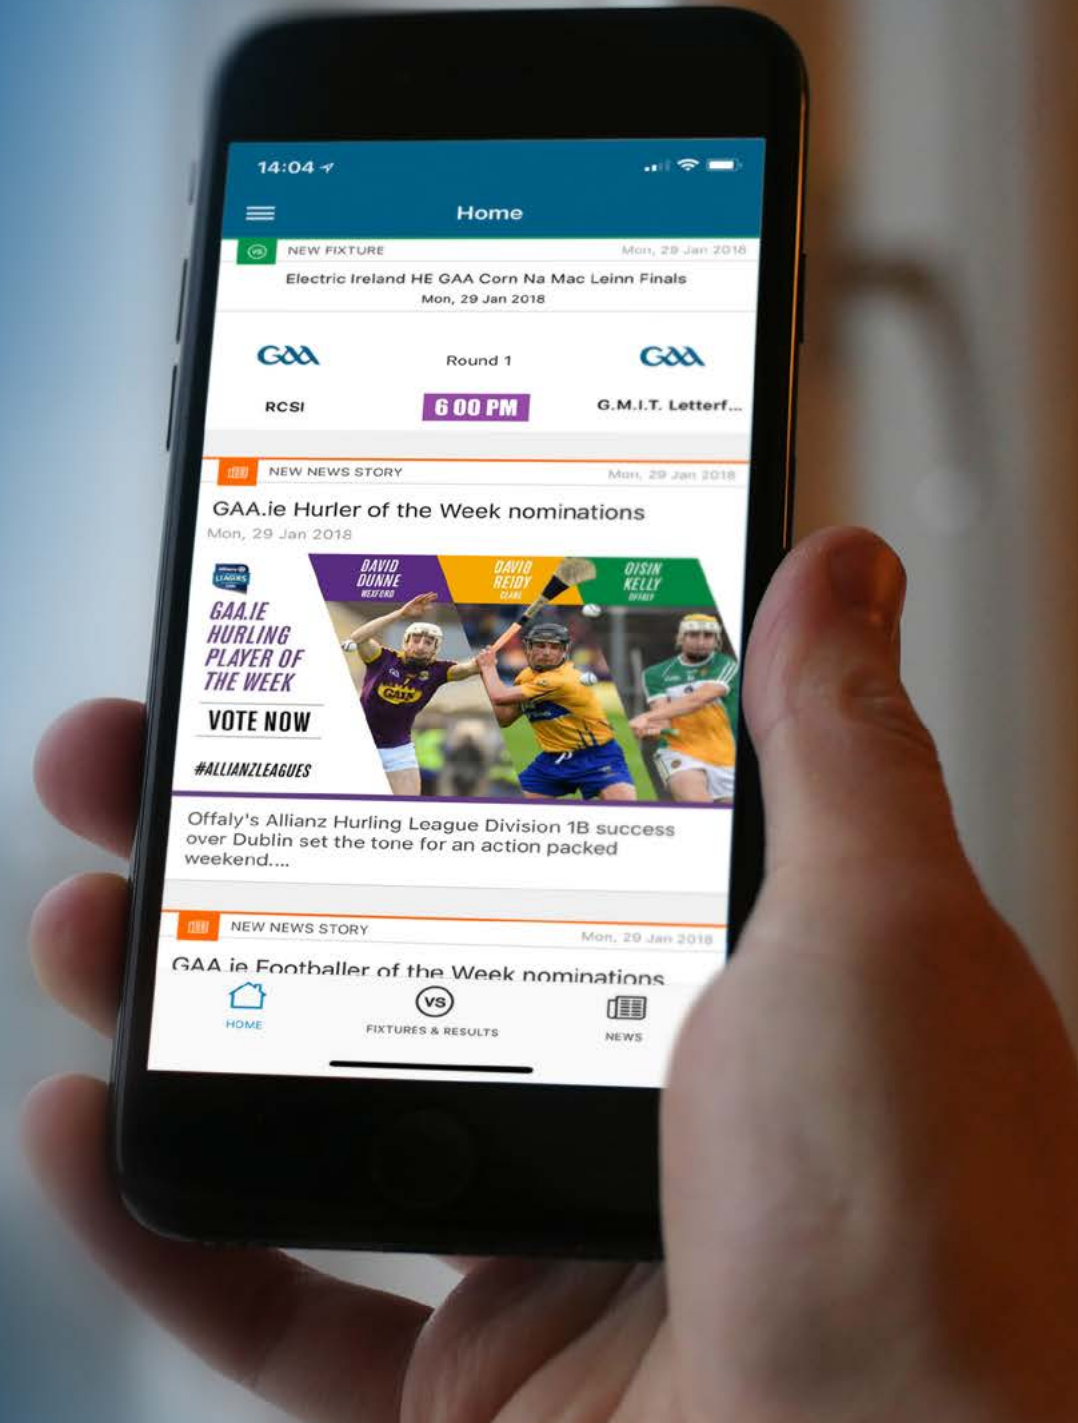 14:04
Home
NEW FIXTURE Mon, 29 Jan 2018
Electric Ireland HE GAA Corn Na Mac Leinn Finals
Mon, 29 Jan 2018
GAA Round 1 GAA
RCSI 6 00 PM G.M.I.T. Letterf...
NEW NEWS STORY Mon, 29 Jan 2018
GAA.ie Hurler of the Week nominations
Mon, 29 Jan 2018
DAVID
DUNNE
WEXFORD
DAVID
REIDY
CLARE
OISIN
KELLY
OFFALY
LEAGUES
GAA.IE
HURLING
PLAYER OF
THE WEEK
VOTE NOW
#ALLIANZLEAGUES
GAIN
Offaly's Allianz Hurling League Division 1B success
over Dublin set the tone for an action packed
weekend....
NEW NEWS STORY Mon, 29 Jan 2018
GAA.ie Footballer of the Week nominations
VS
HOME FIXTURES & RESULTS NEWS